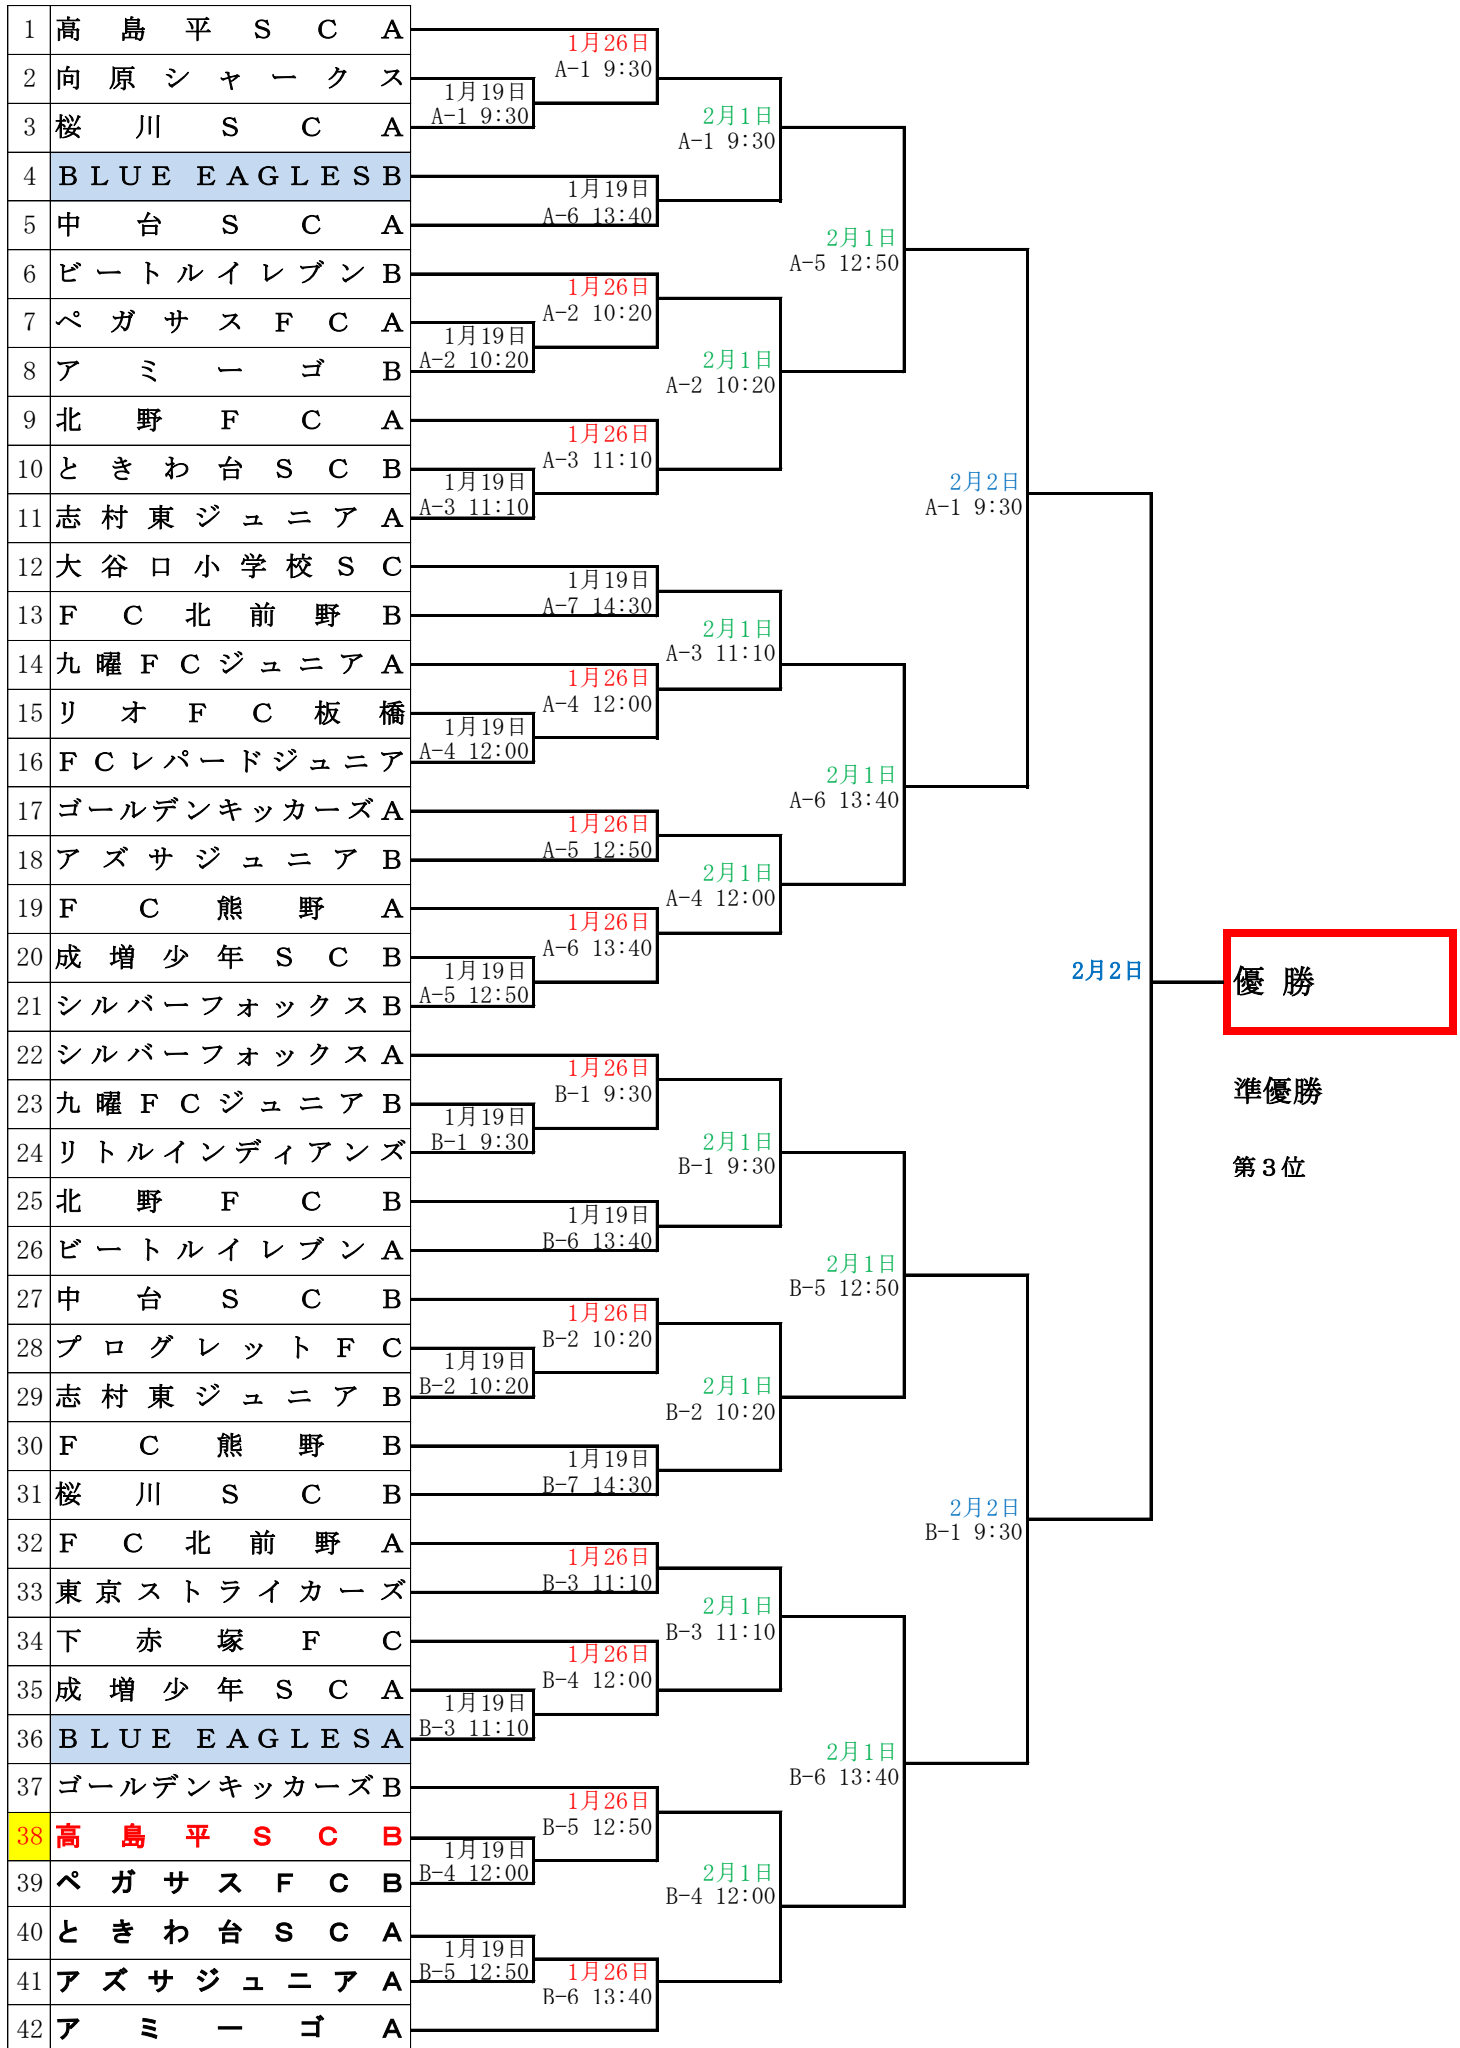 1 高島平SCA
2 向原シャークス
3 桜川SCA
4 BLUE EAGLESB
5 中台SCA
6 ビートルイレブンB
7 ペガサスFCA
8 アミーゴB
9 北野FCA
10 ときわ台SCB
11 志村東ジュニアA
12 大谷口小学校SC
13 FC北前野B
14 九曜FCジュニアA
15 リオFC板橋
16 FCレパードジュニア
17 ゴールデンキッカーズA
18 アズサジュニアB
19 FC熊野A
20 成増少年SCB
21 シルバーフォックスB
22 シルバーフォックスA
23 九曜FCジュニアB
24 リトルインディアンズ
25 北野FCB
26 ビートルイレブンA
27 中台SCB
28 プログレットFC
29 志村東ジュニアB
30 FC熊野B
31 桜川SCB
32 FC北前野A
33 東京ストライカーズ
34 下赤塚FC
35 成増少年SCA
36 BLUE EAGLESA
37 ゴールデンキッカーズB
38 高島平SCB
39 ペガサスFCB
40 ときわ台SCA
41 アズサジュニアA
42 アミーゴA
1月19日
A-1 9:30
1月19日
A-2 10:20
1月19日
A-3 11:10
1月19日
A-4 12:00
1月19日
A-5 12:50
1月19日
B-1 9:30
1月19日
B-2 10:20
1月19日
B-3 11:10
1月19日
B-4 12:00
1月19日
B-5 12:50
1月26日
A-1 9:30
1月19日
A-6 13:40
1月26日
A-2 10:20
1月26日
A-3 11:10
1月19日
A-7 14:30
1月26日
A-4 12:00
1月26日
A-5 12:50
1月26日
A-6 13:40
1月26日
B-1 9:30
1月19日
B-6 13:40
1月26日
B-2 10:20
1月19日
B-7 14:30
1月26日
B-3 11:10
1月26日
B-4 12:00
1月26日
B-5 12:50
1月26日
B-6 13:40
2月1日
A-1 9:30
2月1日
A-2 10:20
2月1日
A-3 11:10
2月1日
A-4 12:00
2月1日
B-1 9:30
2月1日
B-2 10:20
2月1日
B-3 11:10
2月1日
B-4 12:00
2月1日
A-5 12:50
2月1日
A-6 13:40
2月1日
B-5 12:50
2月1日
B-6 13:40
2月2日
A-1 9:30
2月2日
B-1 9:30
2月2日
優勝
準優勝
第3位